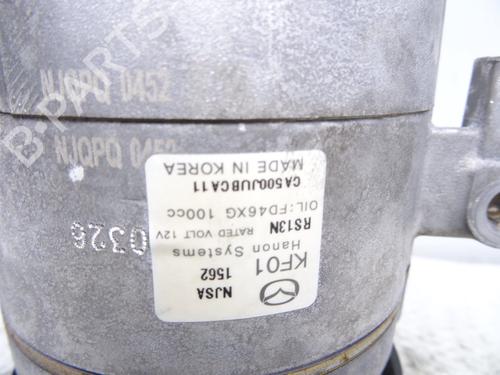 NJQPQ 0452
NJQPQ 0452
0326
NJSA
1562
KF01
Hanon Systems
RS13N RATED VOLT 12V
OIL:FD46XG 100cc
CA500JUBCA11
MADE IN KOREA
B-PARTS